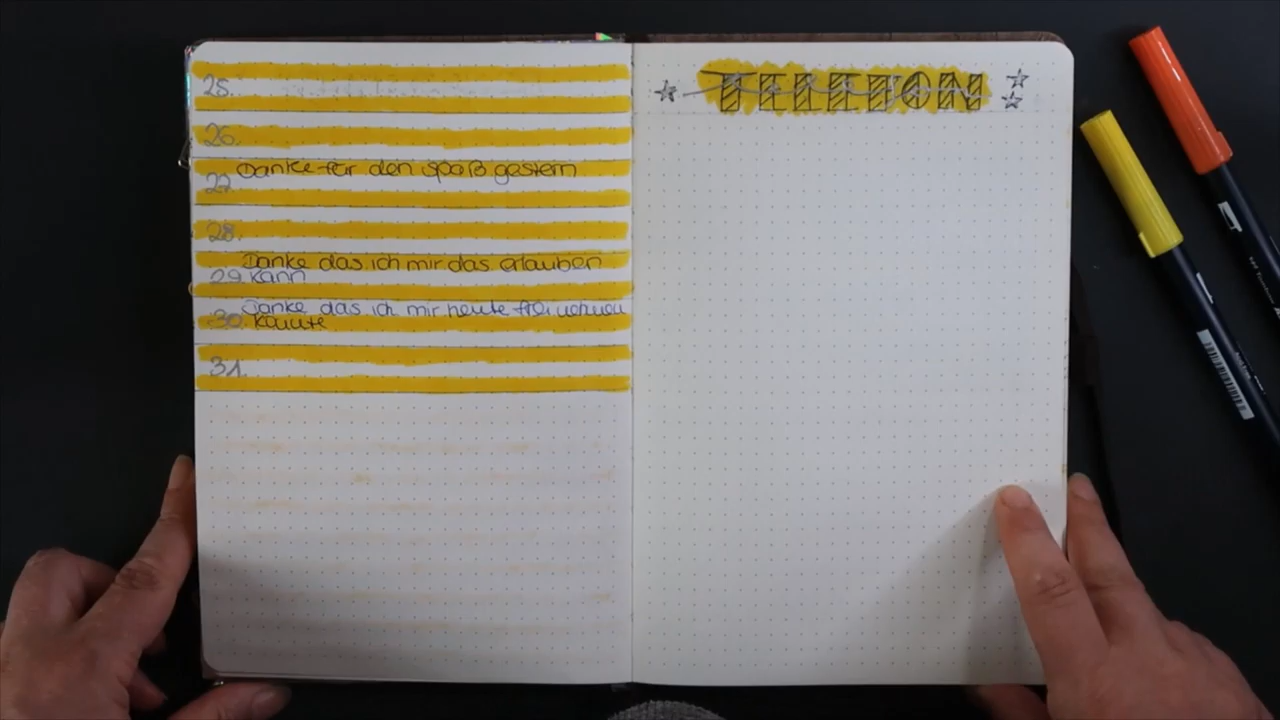 25.
26.
Danke für den Spaß gestern
27.
28.
Danke das ich mir das erlauben
29. kann
Danke das ich mir heute frei nehmen
30. konnte
31.